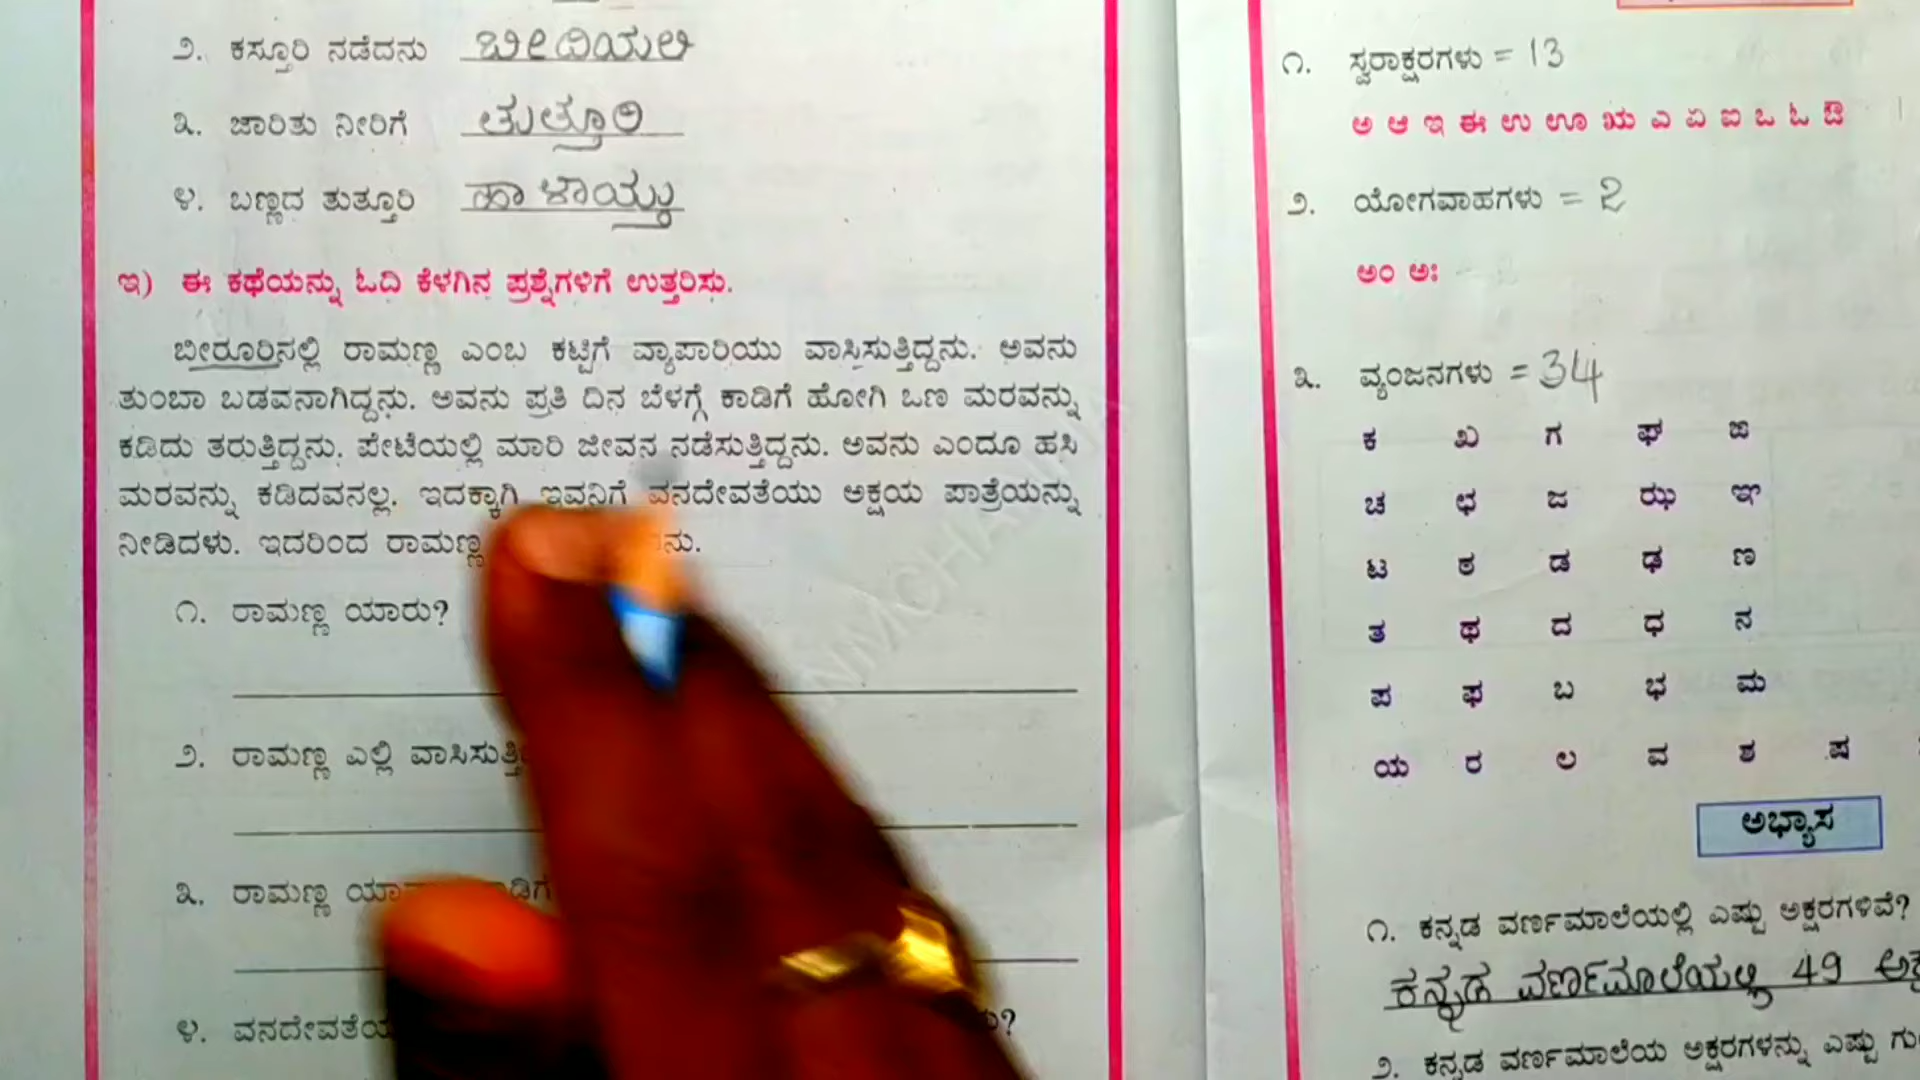 ೨. ಕಸ್ತೂರಿ ನಡೆದನು ಬೀದಿಯಲಿ
೩. ಜಾರಿತು ನೀರಿಗೆ ತುತ್ತೂರಿ
೪. ಬಣ್ಣದ ತುತ್ತೂರಿ ಹಾಳಾಯ್ತು
ಇ) ಈ ಕಥೆಯನ್ನು ಓದಿ ಕೆಳಗಿನ ಪ್ರಶ್ನೆಗಳಿಗೆ ಉತ್ತರಿಸು.
ಬೀರೂರಿನಲ್ಲಿ ರಾಮಣ್ಣ ಎಂಬ ಕಟ್ಟಿಗೆ ವ್ಯಾಪಾರಿಯು ವಾಸಿಸುತ್ತಿದ್ದನು. ಅವನು
ತುಂಬಾ ಬಡವನಾಗಿದ್ದನು. ಅವನು ಪ್ರತಿ ದಿನ ಬೆಳಗ್ಗೆ ಕಾಡಿಗೆ ಹೋಗಿ ಒಣ ಮರವನ್ನು
ಕಡಿದು ತರುತ್ತಿದ್ದನು. ಪೇಟೆಯಲ್ಲಿ ಮಾರಿ ಜೀವನ ನಡೆಸುತ್ತಿದ್ದನು. ಅವನು ಎಂದೂ ಹಸಿ
ಮರವನ್ನು ಕಡಿದವನಲ್ಲ. ಇದಕ್ಕಾಗಿ ಇವನಿಗೆ ವನದೇವತೆಯು ಅಕ್ಷಯ ಪಾತ್ರೆಯನ್ನು
ನೀಡಿದಳು. ಇದರಿಂದ ರಾಮಣ್ಣ
೧. ರಾಮಣ್ಣ ಯಾರು?
೨. ರಾಮಣ್ಣ ಎಲ್ಲಿ
೩. ರಾಮಣ್ಣ
೪.
೧. ಸ್ವರಾಕ್ಷರಗಳು = 13
ಅ ಆ ಇ ಈ ಉ ಊ ಋ ಎ ಏ ಐ ಒ ಓ ಔ
೨. ಯೋಗವಾಹಗಳು = 2
ಅಂ ಅಃ
೩. ವ್ಯಂಜನಗಳು = 34
ಕ ಖ ಗ ಘ ಙ
ಚ ಛ ಜ ಝ ಞ
ಟ ಠ ಡ ಢ ಣ
ತ ಥ ದ ಧ ನ
ಪ ಫ ಬ ಭ ಮ
ಯ ರ ಲ ವ ಶ ಷ
ಅಭ್ಯಾಸ
೧. ಕನ್ನಡ ವರ್ಣಮಾಲೆಯಲ್ಲಿ ಎಷ್ಟು ಅಕ್ಷರಗಳಿವೆ?
ಕನ್ನಡ ವರ್ಣಮಾಲೆಯಲ್ಲಿ 49
೨. ಕನ್ನಡ ವರ್ಣಮಾಲೆಯ ಅಕ್ಷರಗಳನ್ನು ಎಷ್ಟು